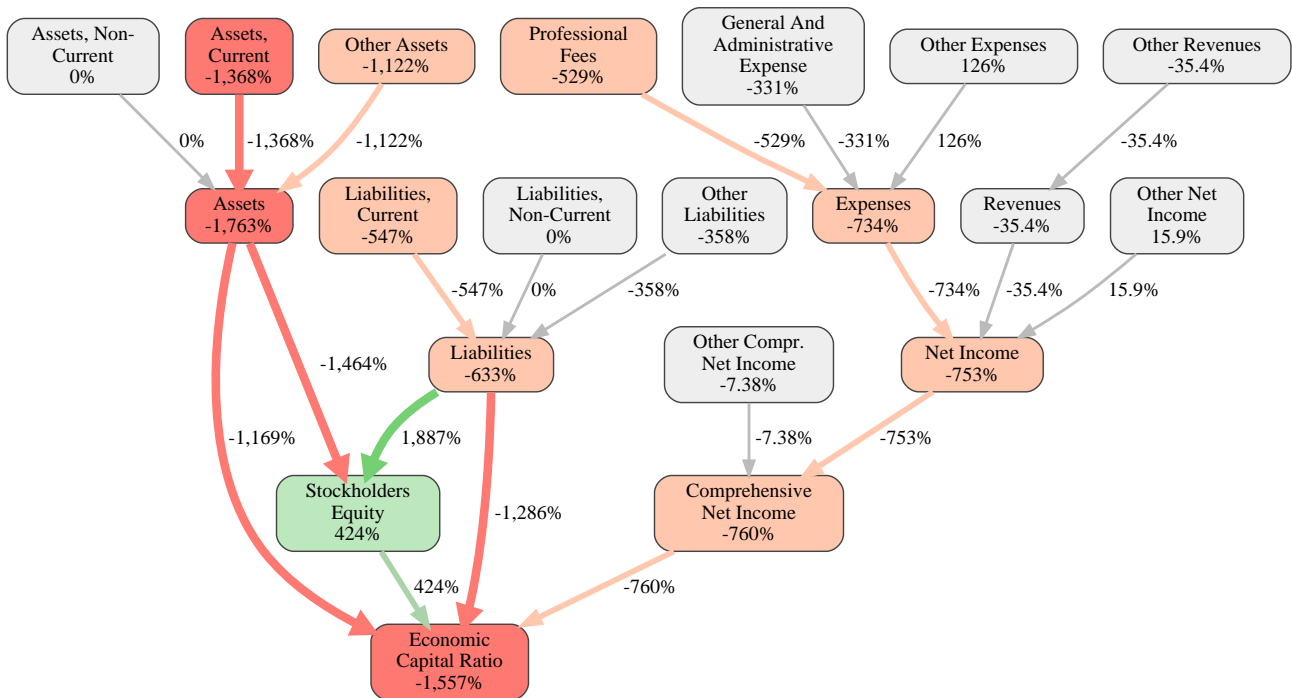 Assets, Non-
Current
0%
Assets,
Current
-1,368%
Other Assets
-1,122%
Professional
Fees
-529%
General And
Administrative
Expense
-331%
Other Expenses
126%
Other Revenues
-35.4%
0%
-1,368%
-1,122%
-529%
-331%
126%
-35.4%
Assets
-1,763%
Liabilities,
Current
-547%
Liabilities,
Non-Current
0%
Other
Liabilities
-358%
Expenses
-734%
Revenues
-35.4%
Other Net
Income
15.9%
-547%
0%
-358%
-734%
-35.4%
15.9%
-1,464%
Liabilities
-633%
Other Compr.
Net Income
-7.38%
Net Income
-753%
-1,169%
1,887%
-7.38%
-753%
Stockholders
Equity
424%
-1,286%
Comprehensive
Net Income
-760%
424%
-760%
Economic
Capital Ratio
-1,557%